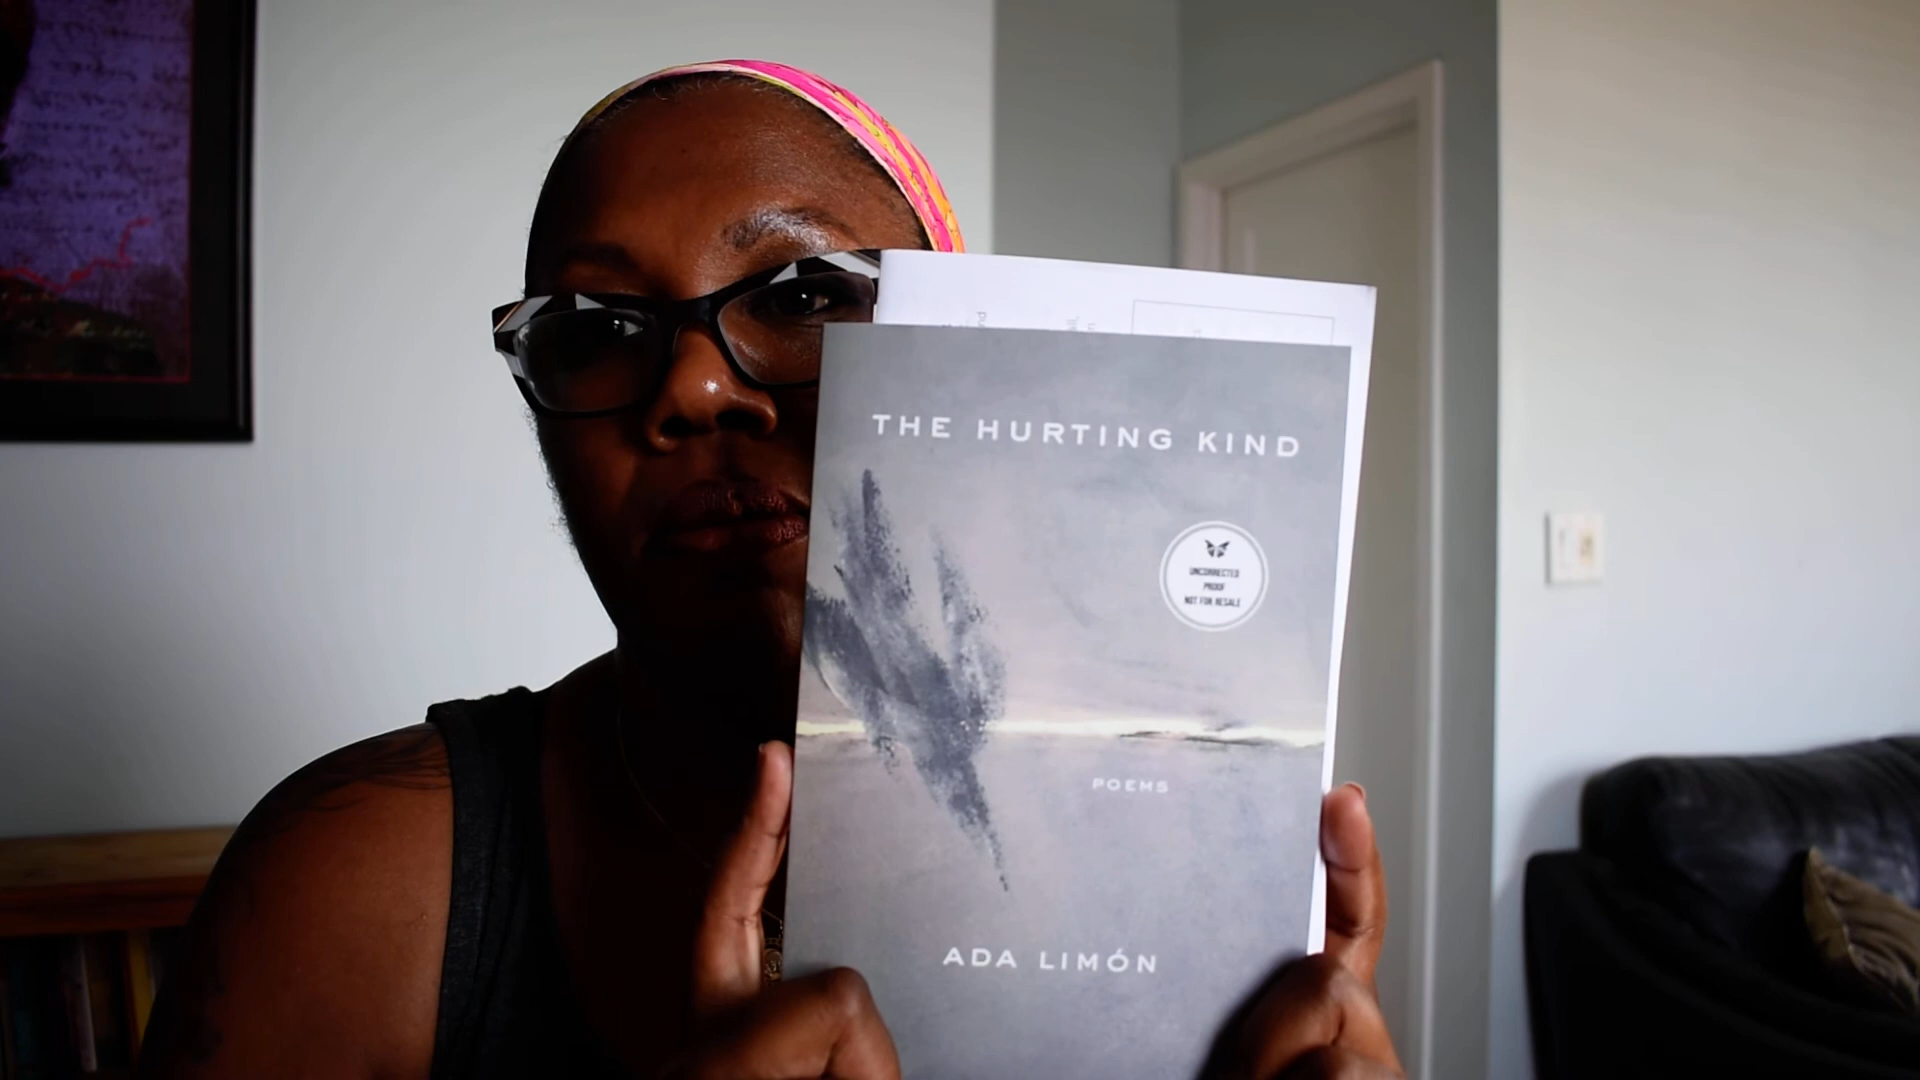 THE HURTING KIND
UNCORRECTED
PROOF
NOT FOR RESALE
POEMS
ADA LIMÓN